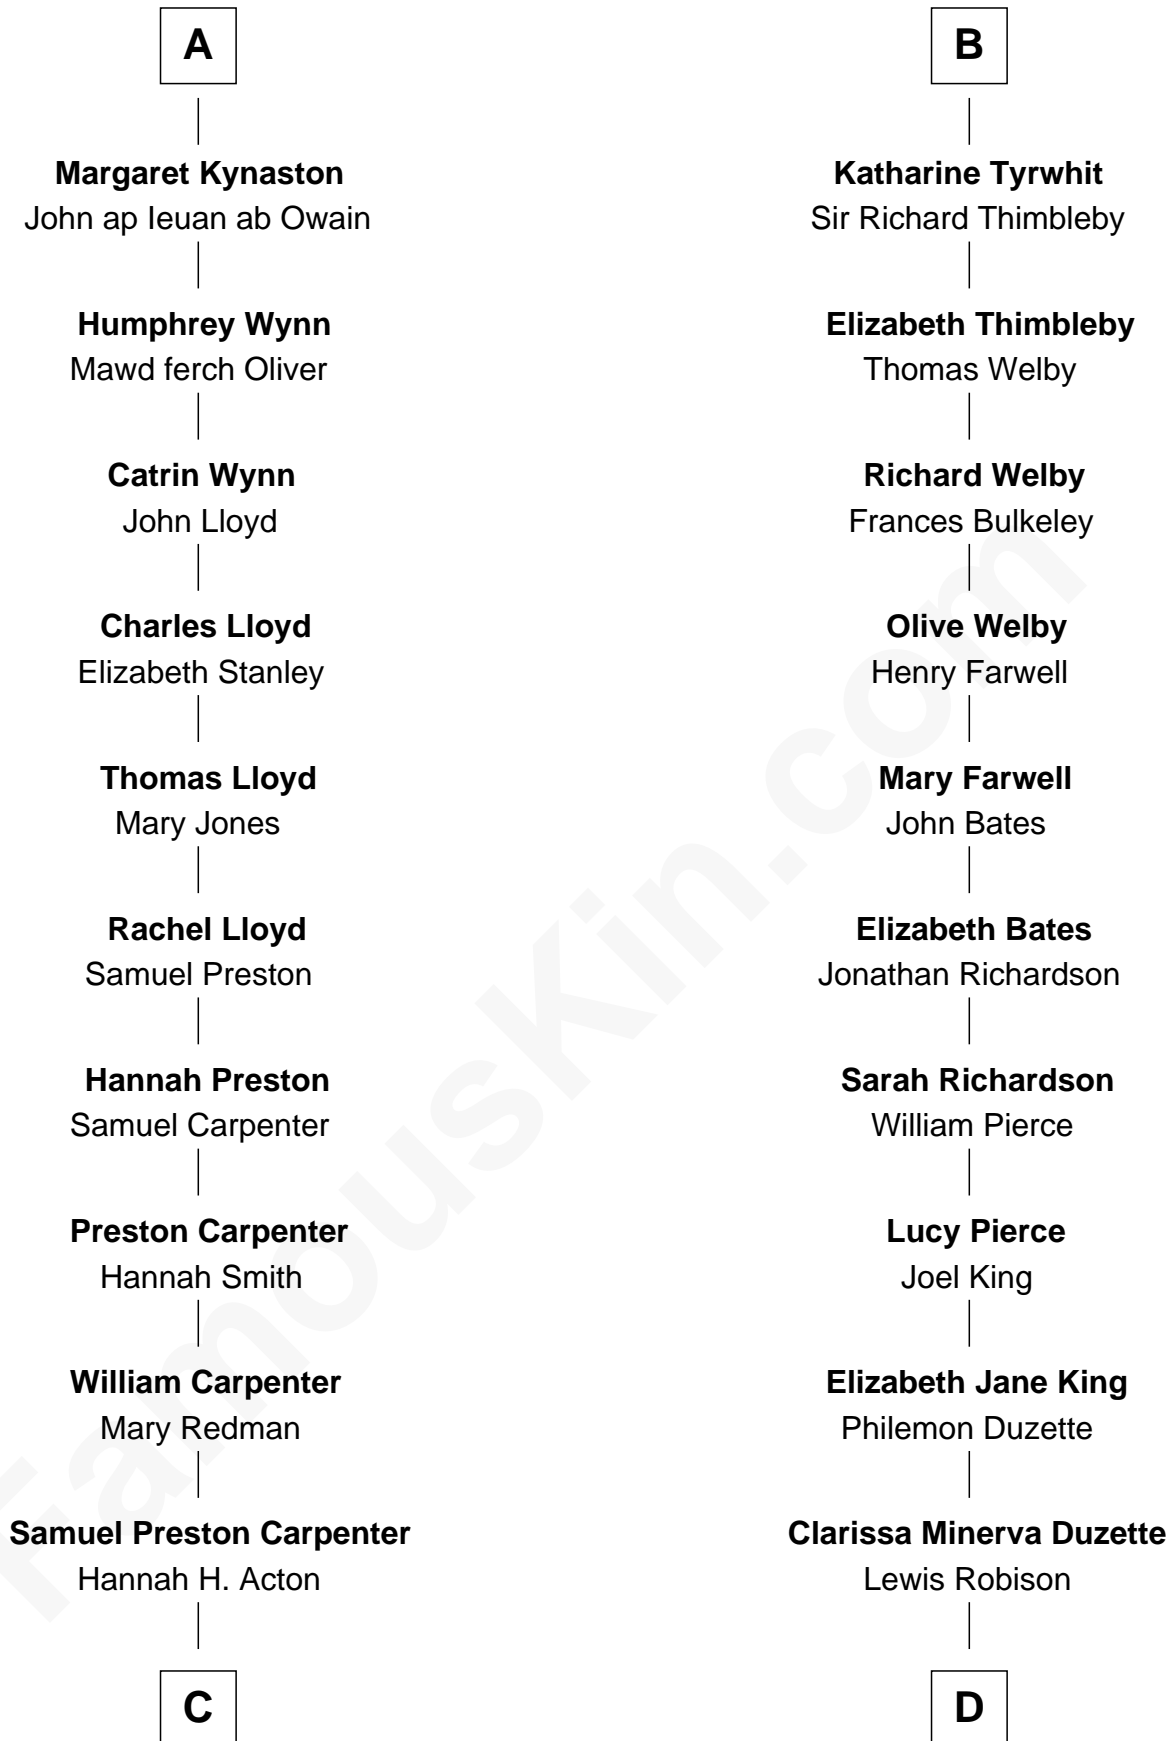 A
Margaret Kynaston
John ap Ieuan ab Owain
Humphrey Wynn
Mawd ferch Oliver
Catrin Wynn
John Lloyd
Charles Lloyd
Elizabeth Stanley
Thomas Lloyd
Mary Jones
Rachel Lloyd
Samuel Preston
Hannah Preston
Samuel Carpenter
Preston Carpenter
Hannah Smith
William Carpenter
Mary Redman
Samuel Preston Carpenter
Hannah H. Acton
C
B
Katharine Tyrwhit
Sir Richard Thimbleby
Elizabeth Thimbleby
Thomas Welby
Richard Welby
Frances Bulkeley
Olive Welby
Henry Farwell
Mary Farwell
John Bates
Elizabeth Bates
Jonathan Richardson
Sarah Richardson
William Pierce
Lucy Pierce
Joel King
Elizabeth Jane King
Philemon Duzette
Clarissa Minerva Duzette
Lewis Robison
D
FamousKin.com